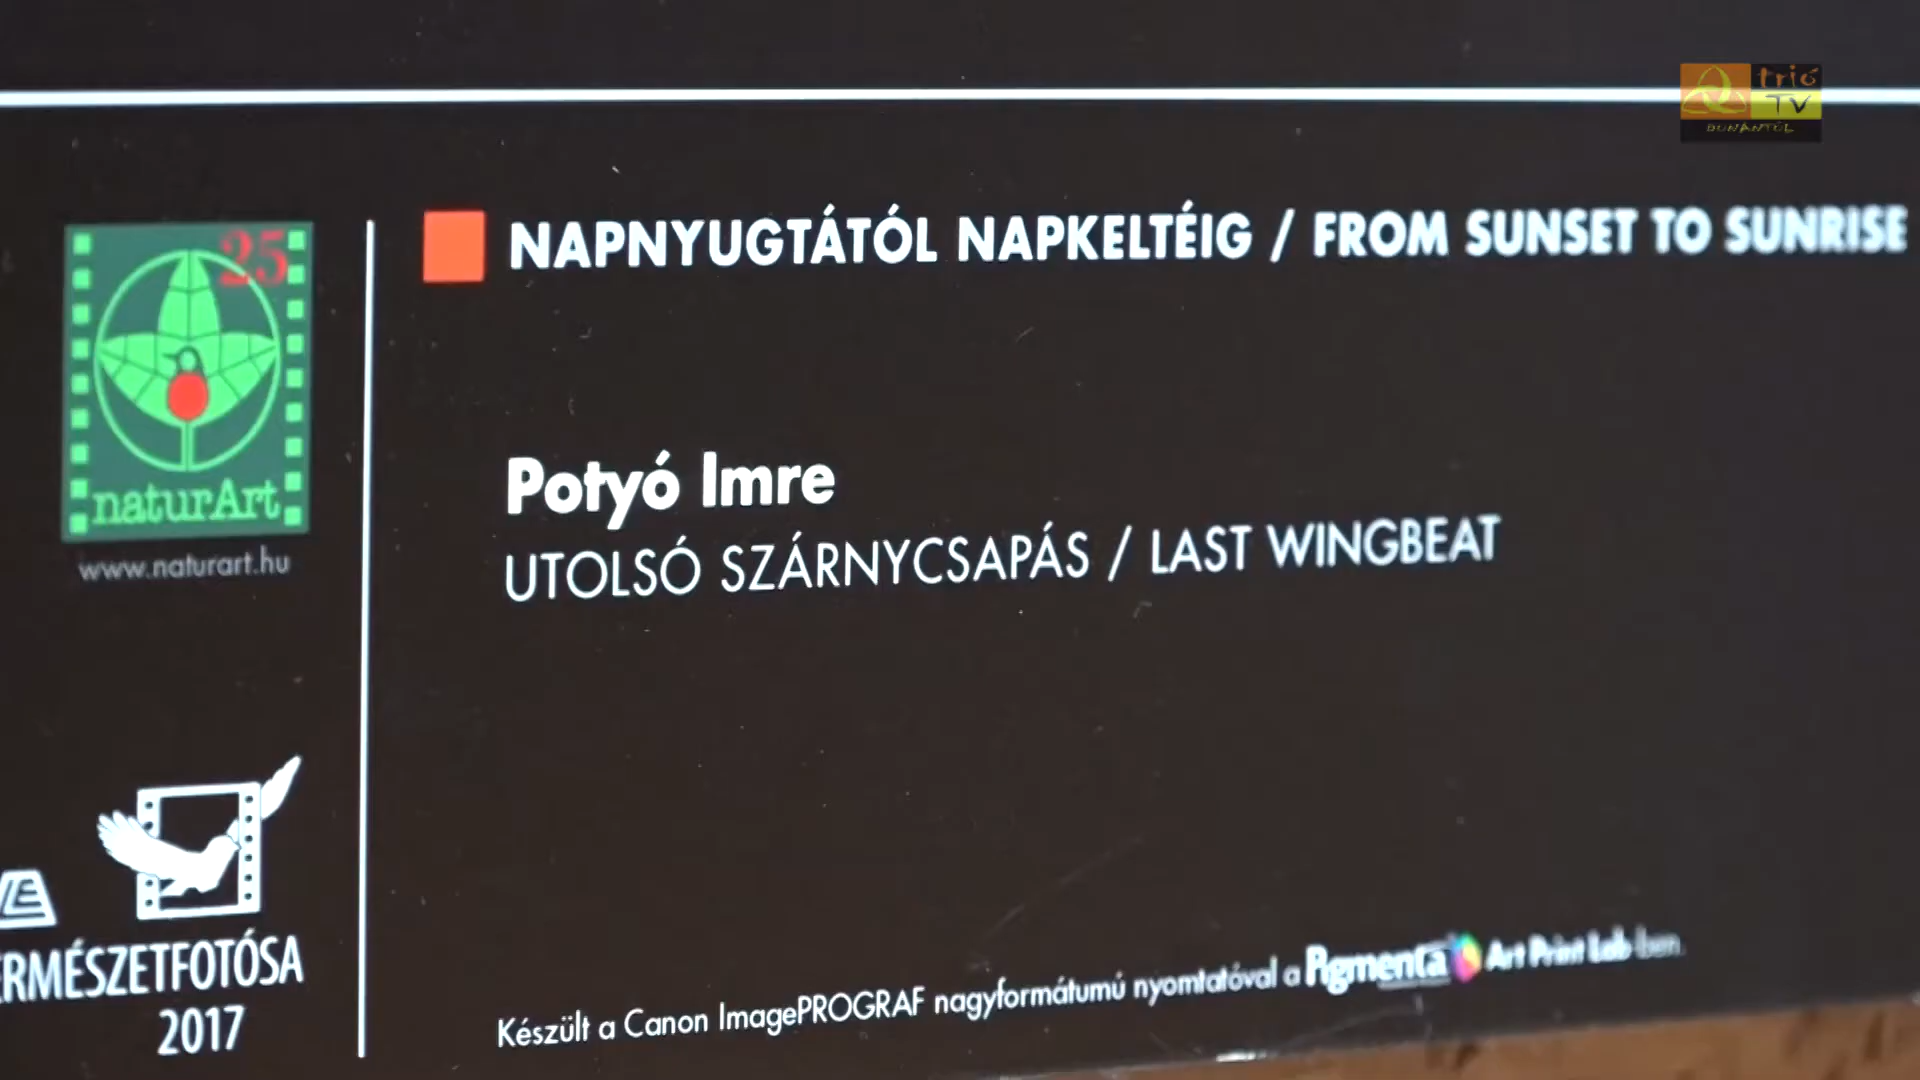 trió
TV
DUNÁNTÚL
NAPNYUGTÁTÓL NAPKELTÉIG / FROM SUNSET TO SUNRISE
25
naturArt
www.naturart.hu
Potyó Imre
UTOLSÓ SZÁRNYCSAPÁS / LAST WINGBEAT
ERMÉSZETFOTÓSA
2017
Készült a Canon ImagePROGRAF nagyformátumú nyomtatóval a Pigmenta Art Print Lab-ben.